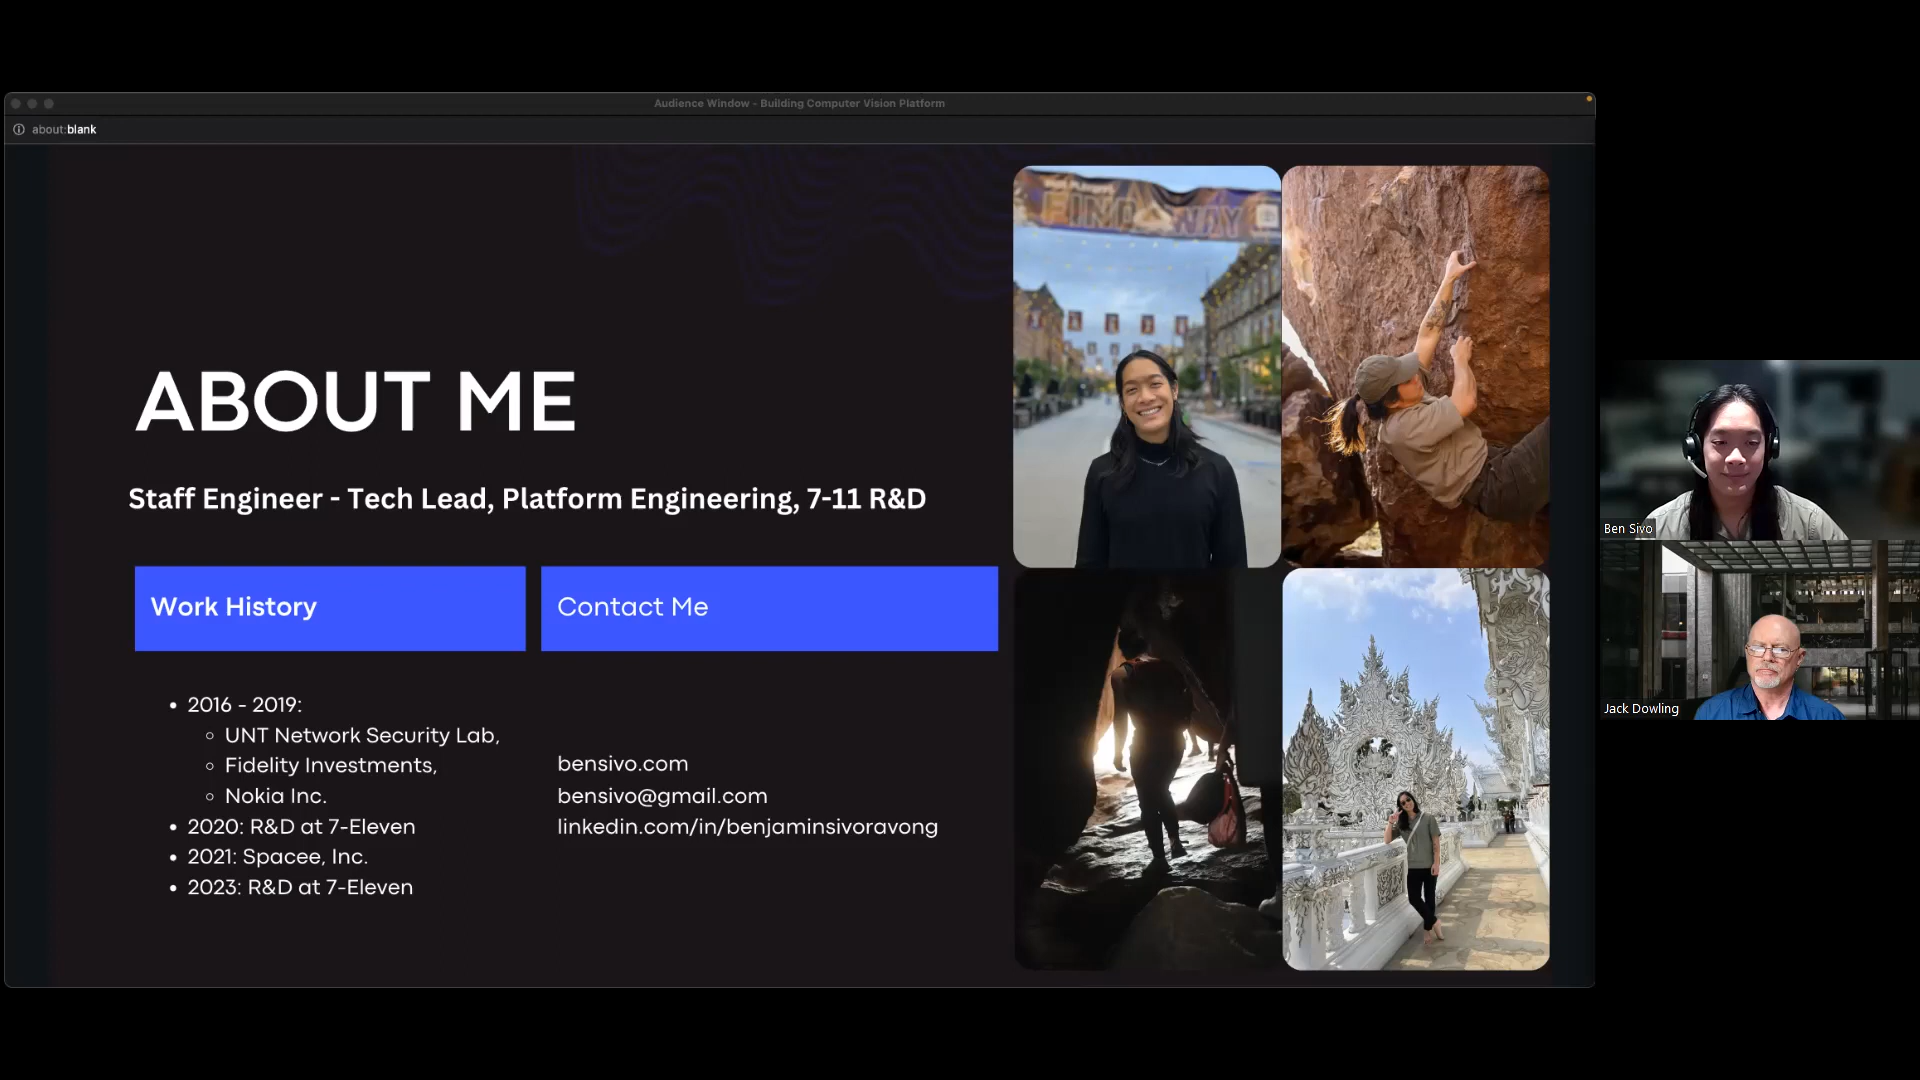 Audience Window - Building Computer Vision Platform
about:blank
FIND WAY
ABOUT ME
Staff Engineer - Tech Lead, Platform Engineering, 7-11 R&D
Work History
Contact Me
• 2016 - 2019:
◦ UNT Network Security Lab,
◦ Fidelity Investments,
◦ Nokia Inc.
• 2020: R&D at 7-Eleven
• 2021: Spacee, Inc.
• 2023: R&D at 7-Eleven
bensivo.com
bensivo@gmail.com
linkedin.com/in/benjaminsivoravong
Ben Sivo
Jack Dowling